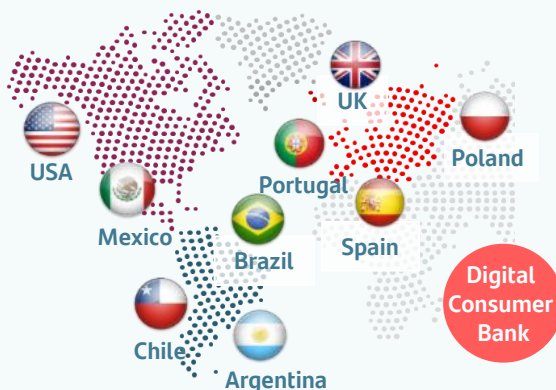 UK
USA
Poland
Portugal
Mexico
Brazil
Spain
Digital
Consumer
Bank
Chile
Argentina